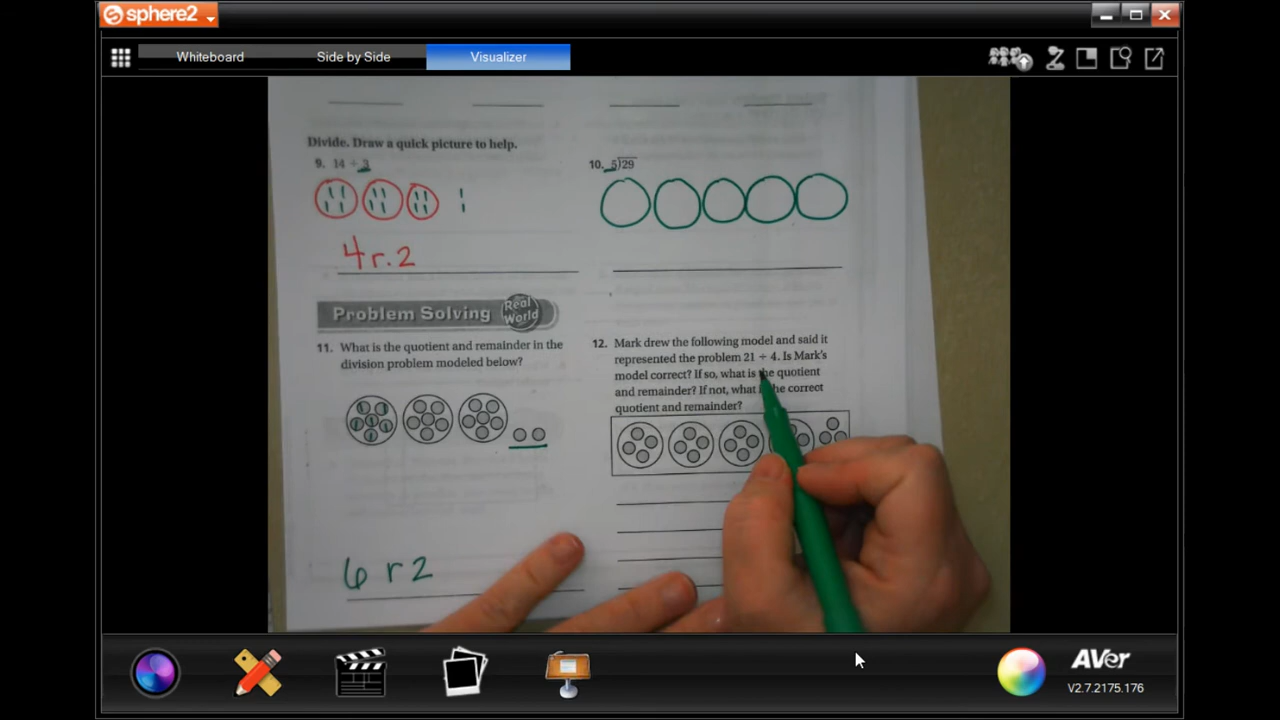 sphere2
Whiteboard
Side by Side
Visualizer
Divide. Draw a quick picture to help.
9. 14 ÷ 3
4 r. 2
10. 5)29
Problem Solving Real World
11. What is the quotient and remainder in the
division problem modeled below?
6 r 2
12. Mark drew the following model and said it
represented the problem 21 ÷ 4. Is Mark's
model correct? If so, what is the quotient
and remainder? If not, what the correct
quotient and remainder?
AVer
V2.7.2175.176